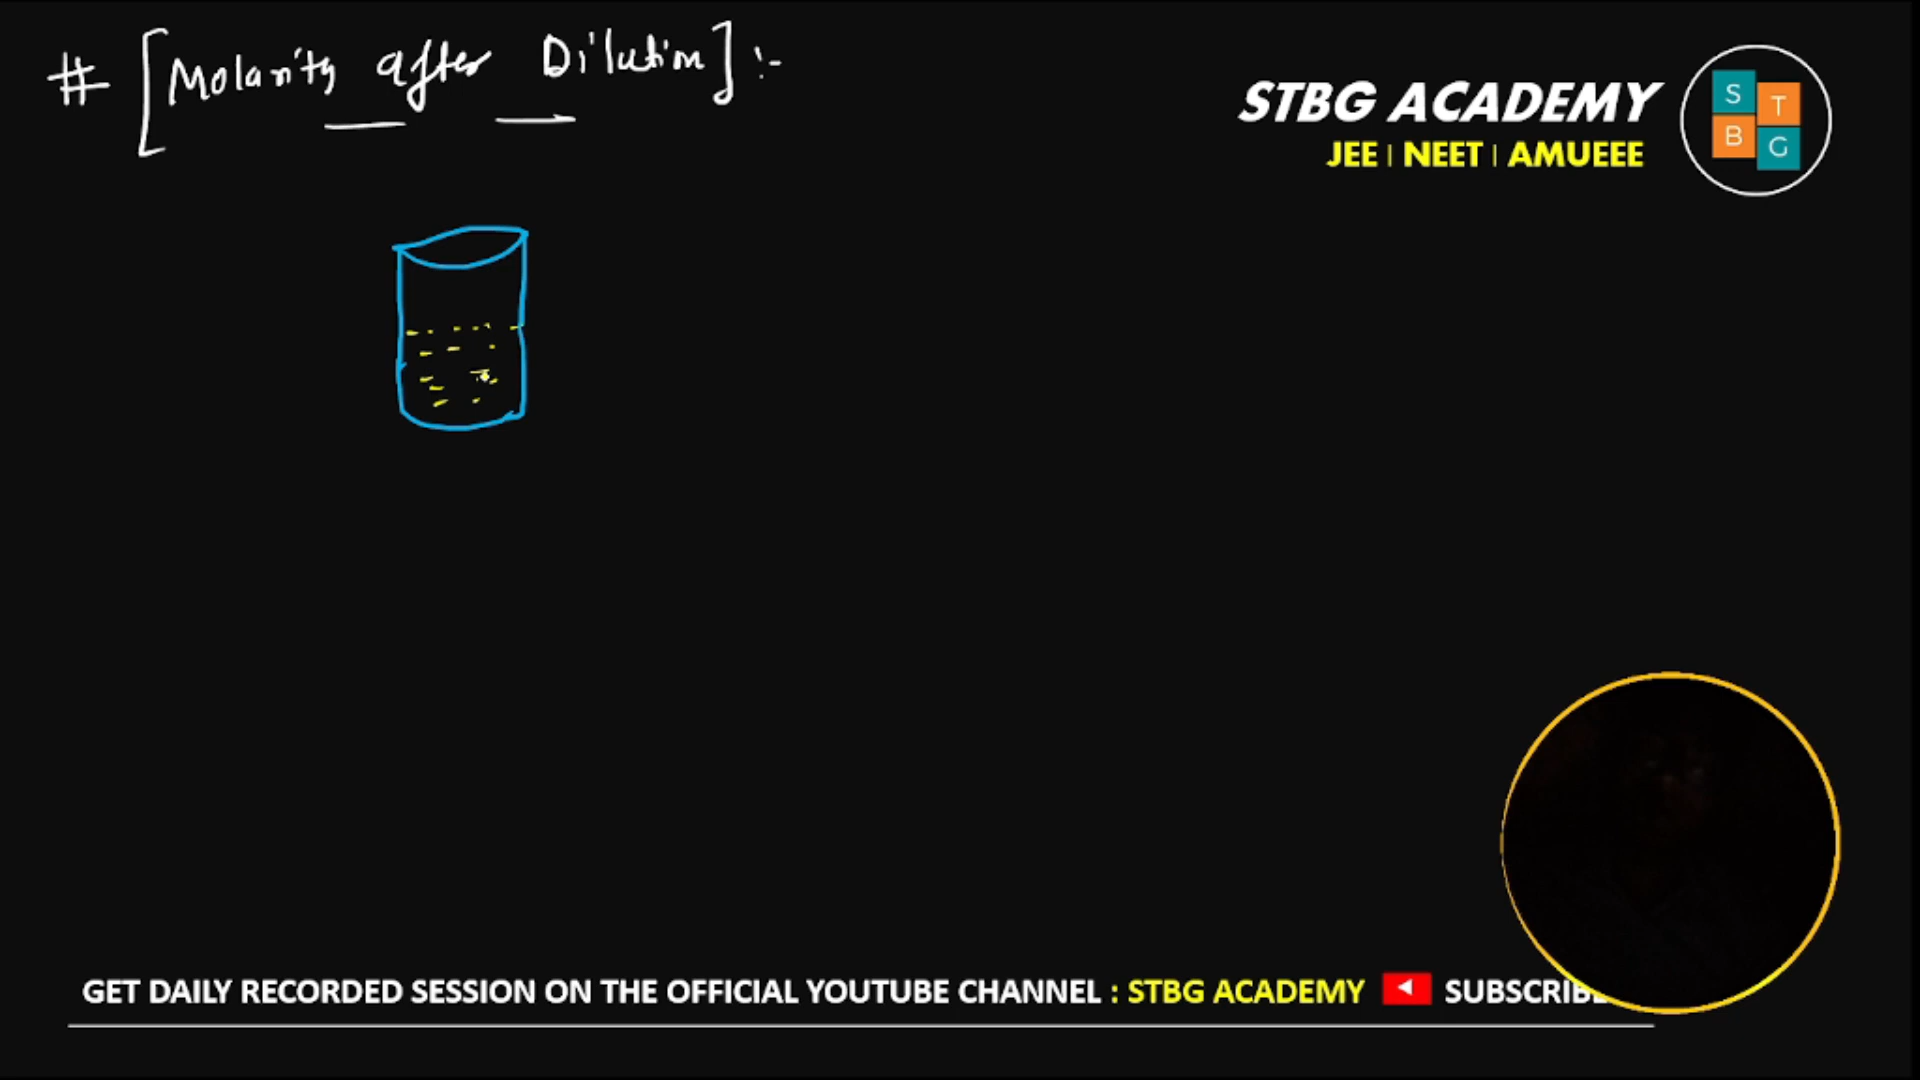 # [Molarity after Dilution] :-
STBG ACADEMY
JEE | NEET | AMUEEE
S T
B G
GET DAILY RECORDED SESSION ON THE OFFICIAL YOUTUBE CHANNEL : STBG ACADEMY SUBSCRIBE